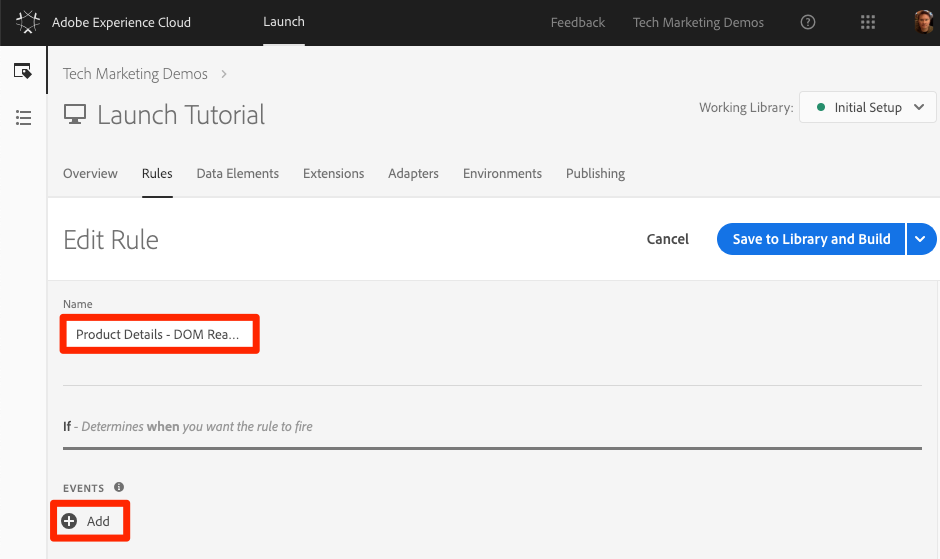 Adobe Experience Cloud Launch Feedback Tech Marketing Demos
Tech Marketing Demos
Launch Tutorial
Working Library: Initial Setup
Overview Rules Data Elements Extensions Adapters Environments Publishing
Edit Rule
Cancel Save to Library and Build
Name
Product Details - DOM Rea...
If - Determines when you want the rule to fire
EVENTS
Add